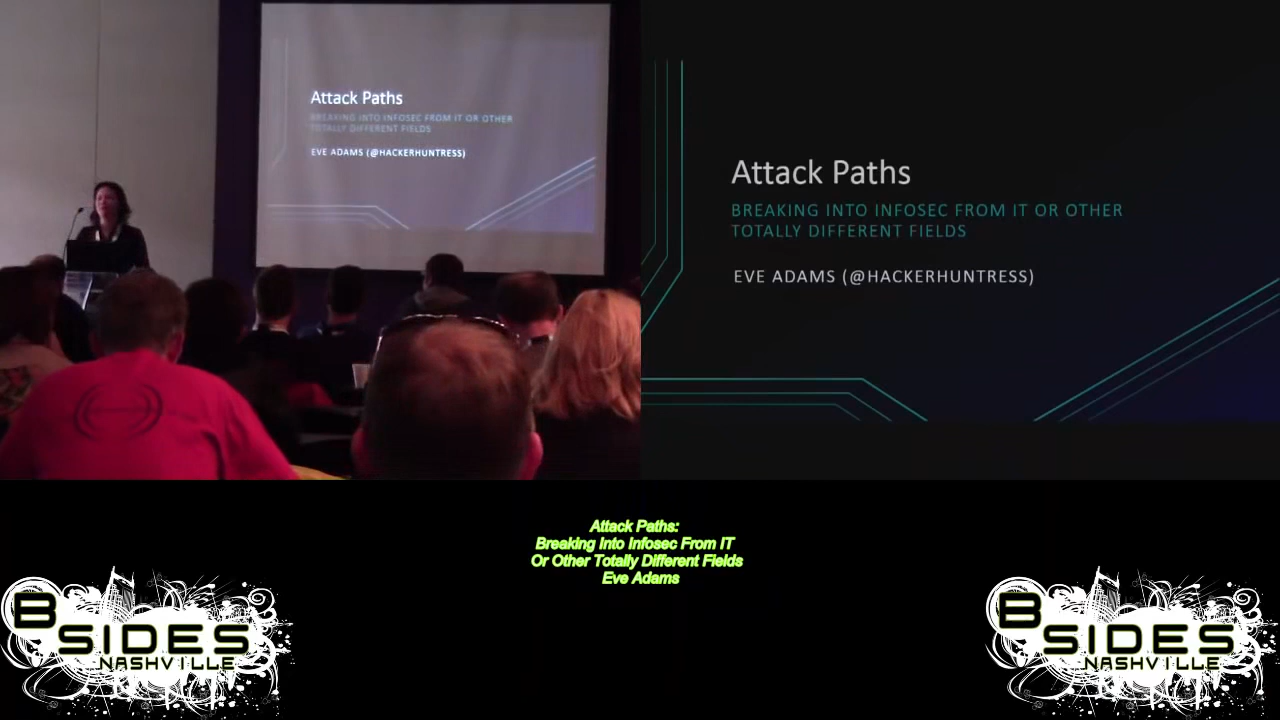 Attack Paths
BREAKING INTO INFOSEC FROM IT OR OTHER
TOTALLY DIFFERENT FIELDS
EVE ADAMS (@HACKERHUNTRESS)
Attack Paths
BREAKING INTO INFOSEC FROM IT OR OTHER
TOTALLY DIFFERENT FIELDS
EVE ADAMS (@HACKERHUNTRESS)
Attack Paths:
Breaking Into Infosec From IT
Or Other Totally Different Fields
Eve Adams
B
SIDES
NASHVILLE
B
SIDES
NASHVILLE